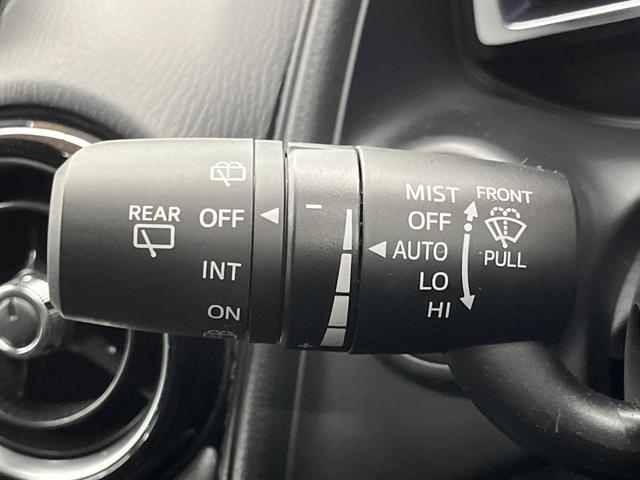 REAR
OFF
INT
ON
−
+
MIST
OFF
AUTO
LO
HI
FRONT
PULL